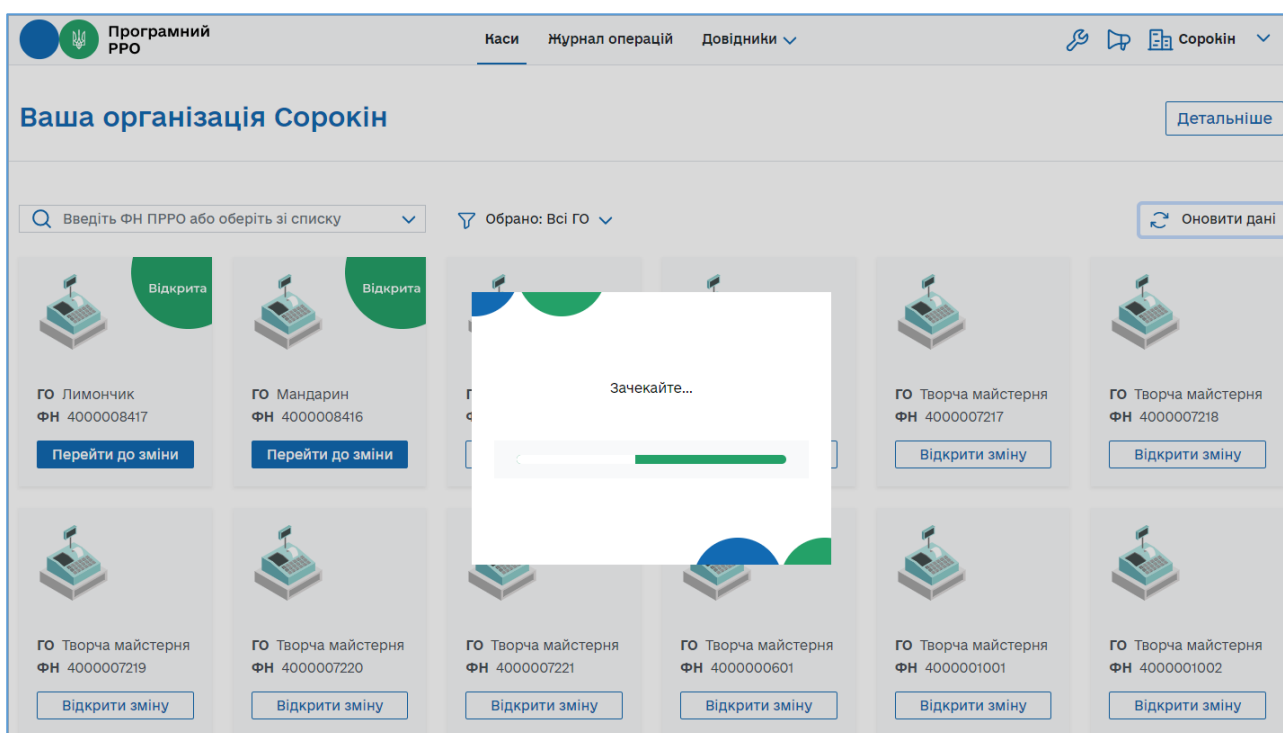 Програмний
РРО
Каси Журнал операцій Довідники
Сорокін
Ваша організація Сорокін
Детальніше
Введіть ФН ПРРО або оберіть зі списку
Обрано: Всі ГО
Оновити дані
Відкрита
Відкрита
Зачекайте...
ГО Лимончик
ФН 4000008417
Перейти до зміни
ГО Мандарин
ФН 4000008416
Перейти до зміни
ГО Творча майстерня
ФН 4000007217
Відкрити зміну
ГО Творча майстерня
ФН 4000007218
Відкрити зміну
ГО Творча майстерня
ФН 4000007219
Відкрити зміну
ГО Творча майстерня
ФН 4000007220
Відкрити зміну
ГО Творча майстерня
ФН 4000007221
Відкрити зміну
ГО Творча майстерня
ФН 4000000601
Відкрити зміну
ГО Творча майстерня
ФН 4000001001
Відкрити зміну
ГО Творча майстерня
ФН 4000001002
Відкрити зміну